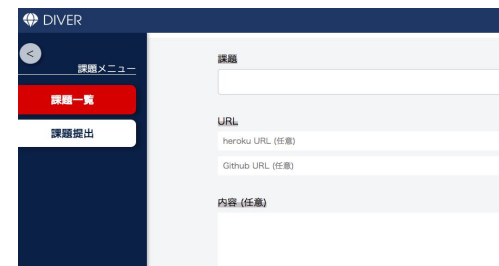 DIVER
<
課題メニュー
課題一覧
課題提出
課題
URL
heroku URL (任意)
Github URL (任意)
内容 (任意)